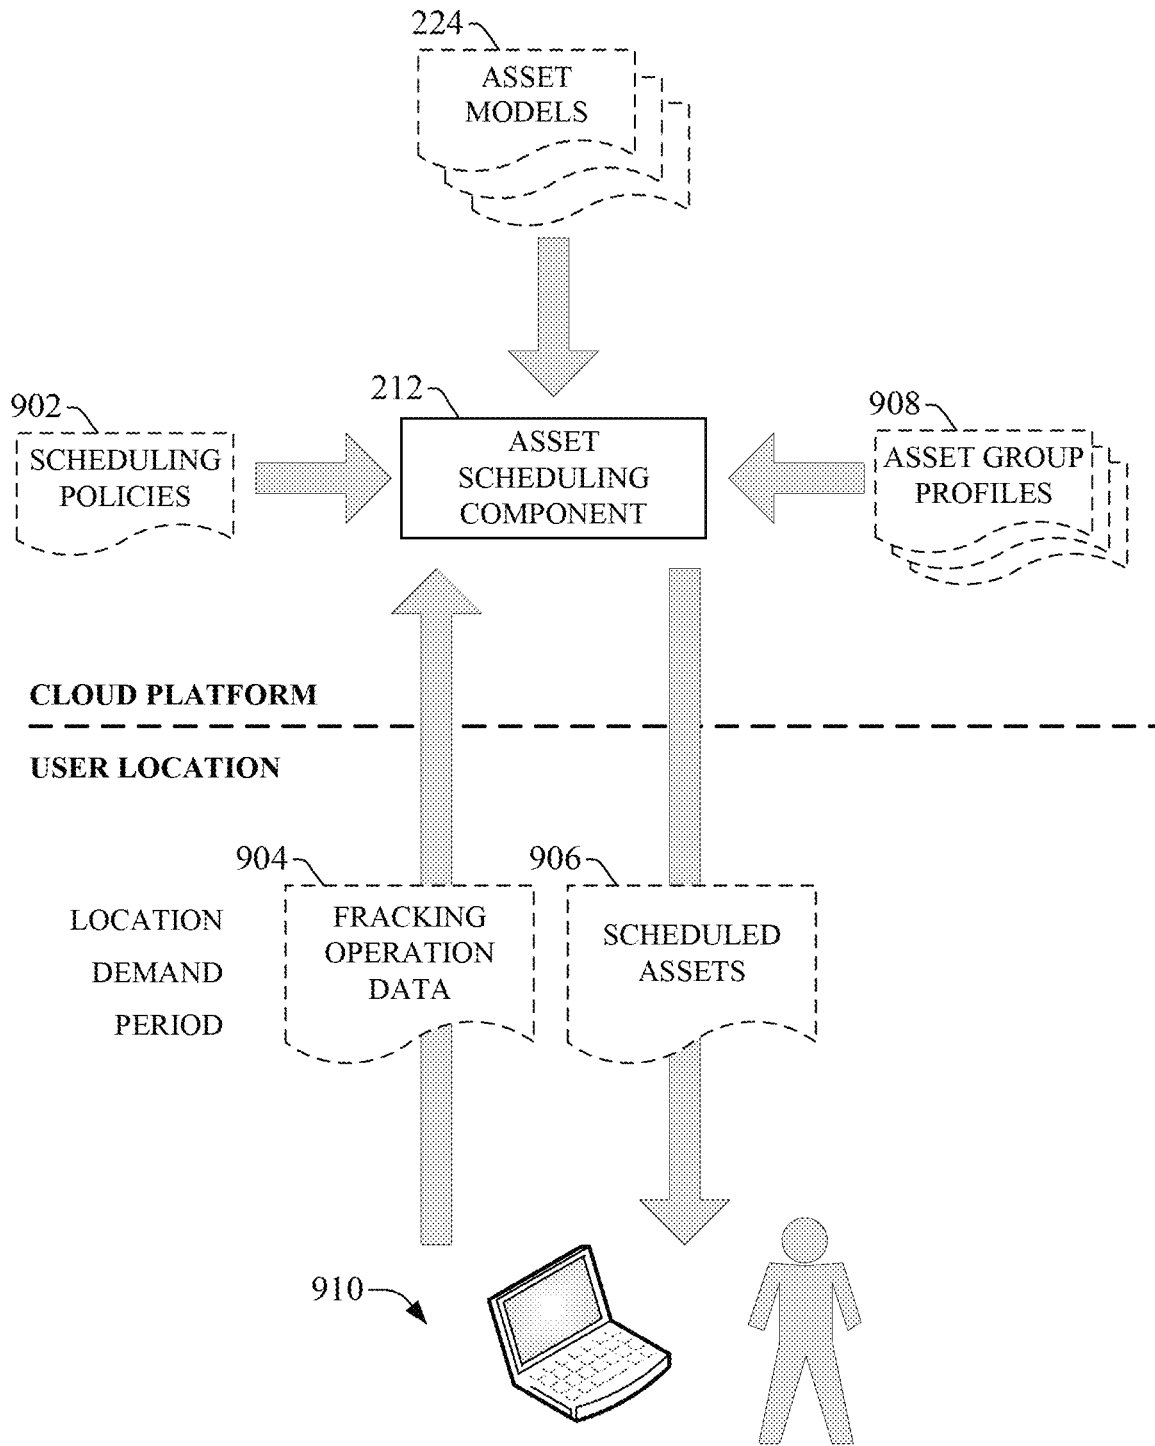 224
ASSET
MODELS
902
SCHEDULING
POLICIES
212
ASSET
SCHEDULING
COMPONENT
908
ASSET GROUP
PROFILES
CLOUD PLATFORM
USER LOCATION
LOCATION
DEMAND
PERIOD
904
FRACKING
OPERATION
DATA
906
SCHEDULED
ASSETS
910